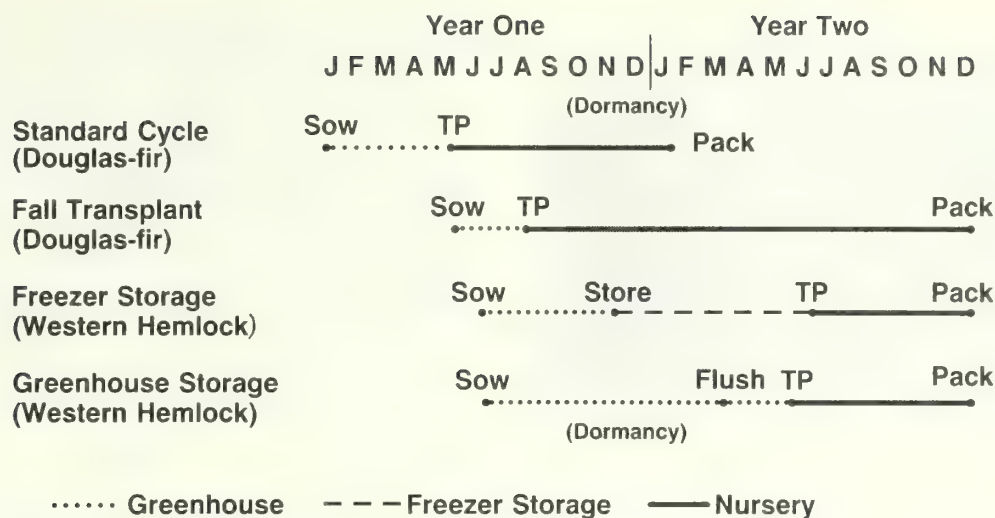 Year One Year Two
J F M A M J J A S O N D J F M A M J J A S O N D
(Dormancy)
Standard Cycle Sow TP Pack
(Douglas-fir)
Fall Transplant Sow TP Pack
(Douglas-fir)
Freezer Storage Sow Store TP Pack
(Western Hemlock)
Greenhouse Storage Sow Flush TP Pack
(Western Hemlock)
(Dormancy)
Greenhouse Freezer Storage Nursery